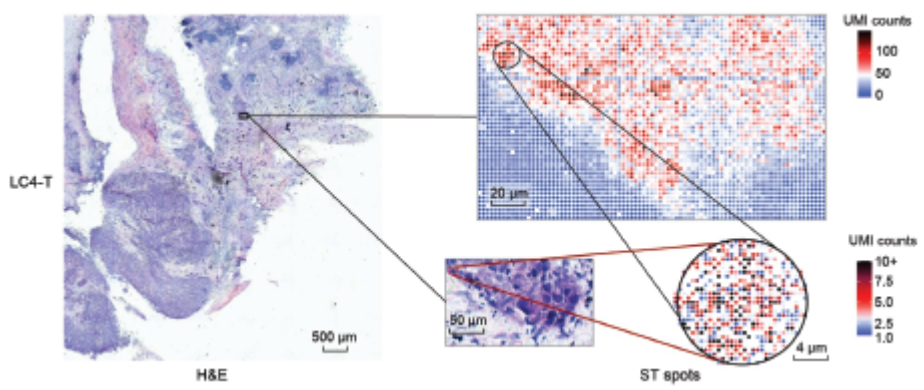 UMI counts
100
50
0
LC4-T
20 μm
UMI counts
10+
7.5
5.0
2.5
1.0
50 μm
500 μm
4 μm
H&E
ST spots